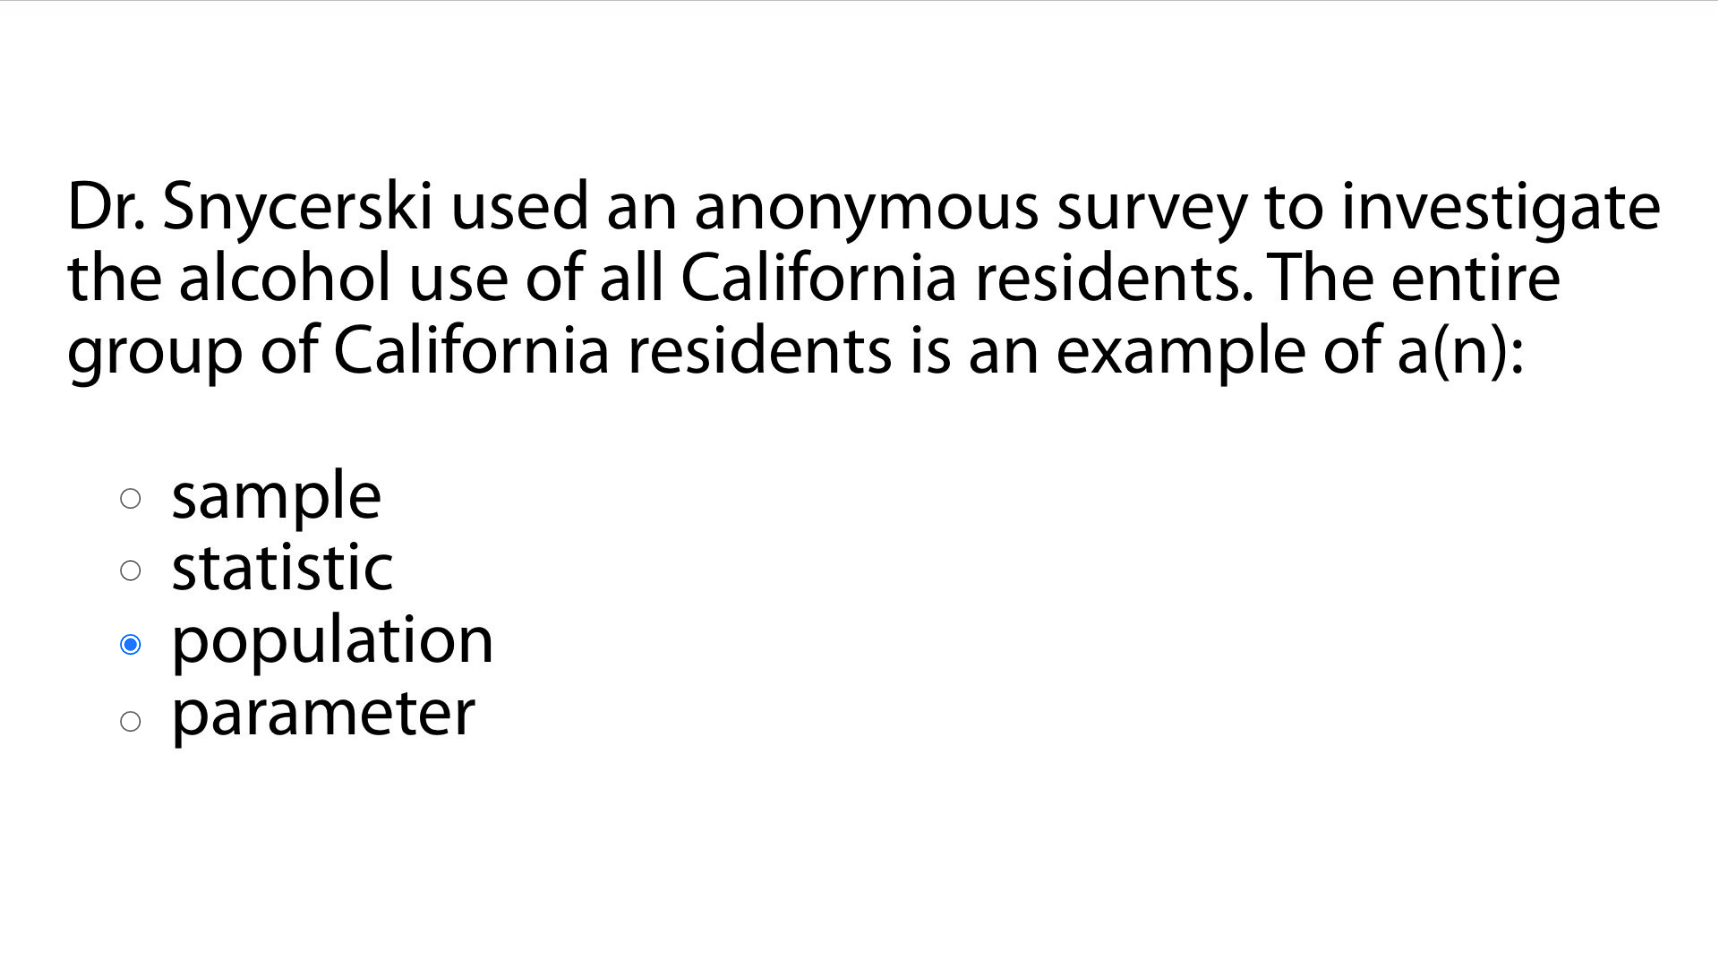 Dr. Snycerski used an anonymous survey to investigate
the alcohol use of all California residents. The entire
group of California residents is an example of a(n):
sample
statistic
population
parameter